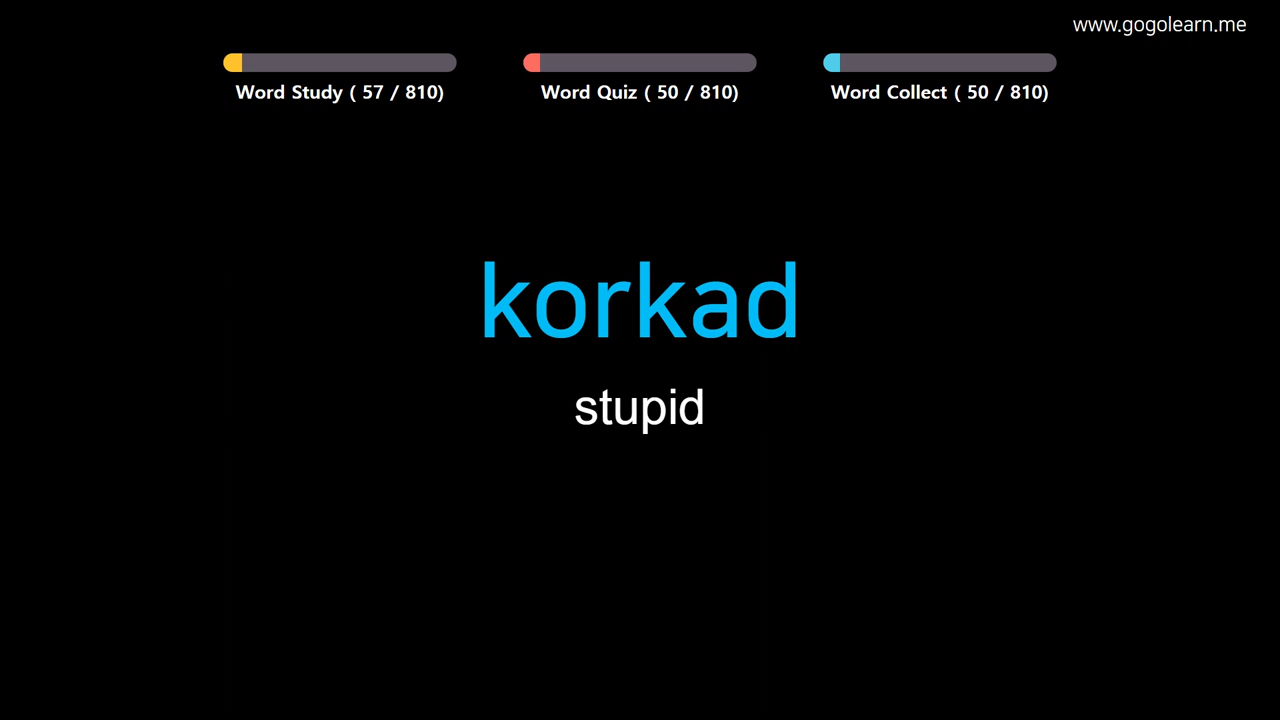 www.gogolearn.me
Word Study ( 57 / 810)
Word Quiz ( 50 / 810)
Word Collect ( 50 / 810)
korkad
stupid